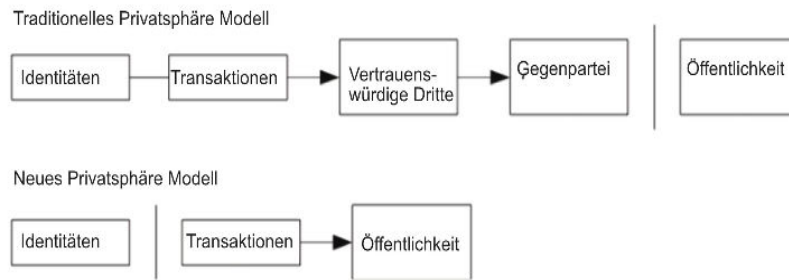 Traditionelles Privatsphäre Modell
Identitäten
Transaktionen
Vertrauens-
würdige Dritte
Gegenpartei
Öffentlichkeit
Neues Privatsphäre Modell
Identitäten
Transaktionen
Öffentlichkeit